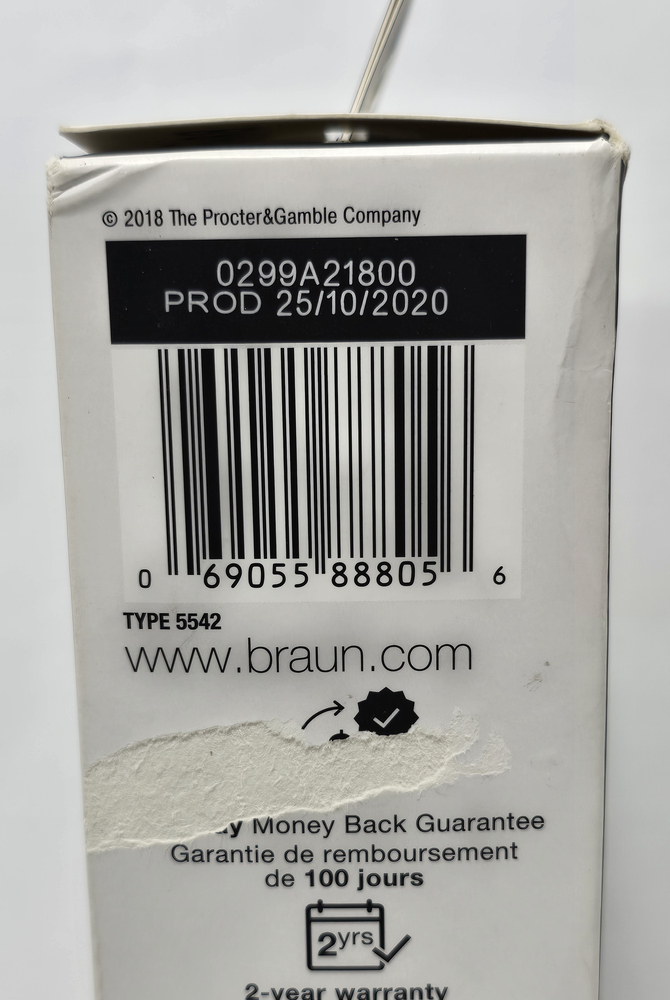 © 2018 The Procter&Gamble Company
0299A21800
PROD 25/10/2020
0 69055 88805 6
TYPE 5542
www.braun.com
Money Back Guarantee
Garantie de remboursement
de 100 jours
2yrs
2-year warranty